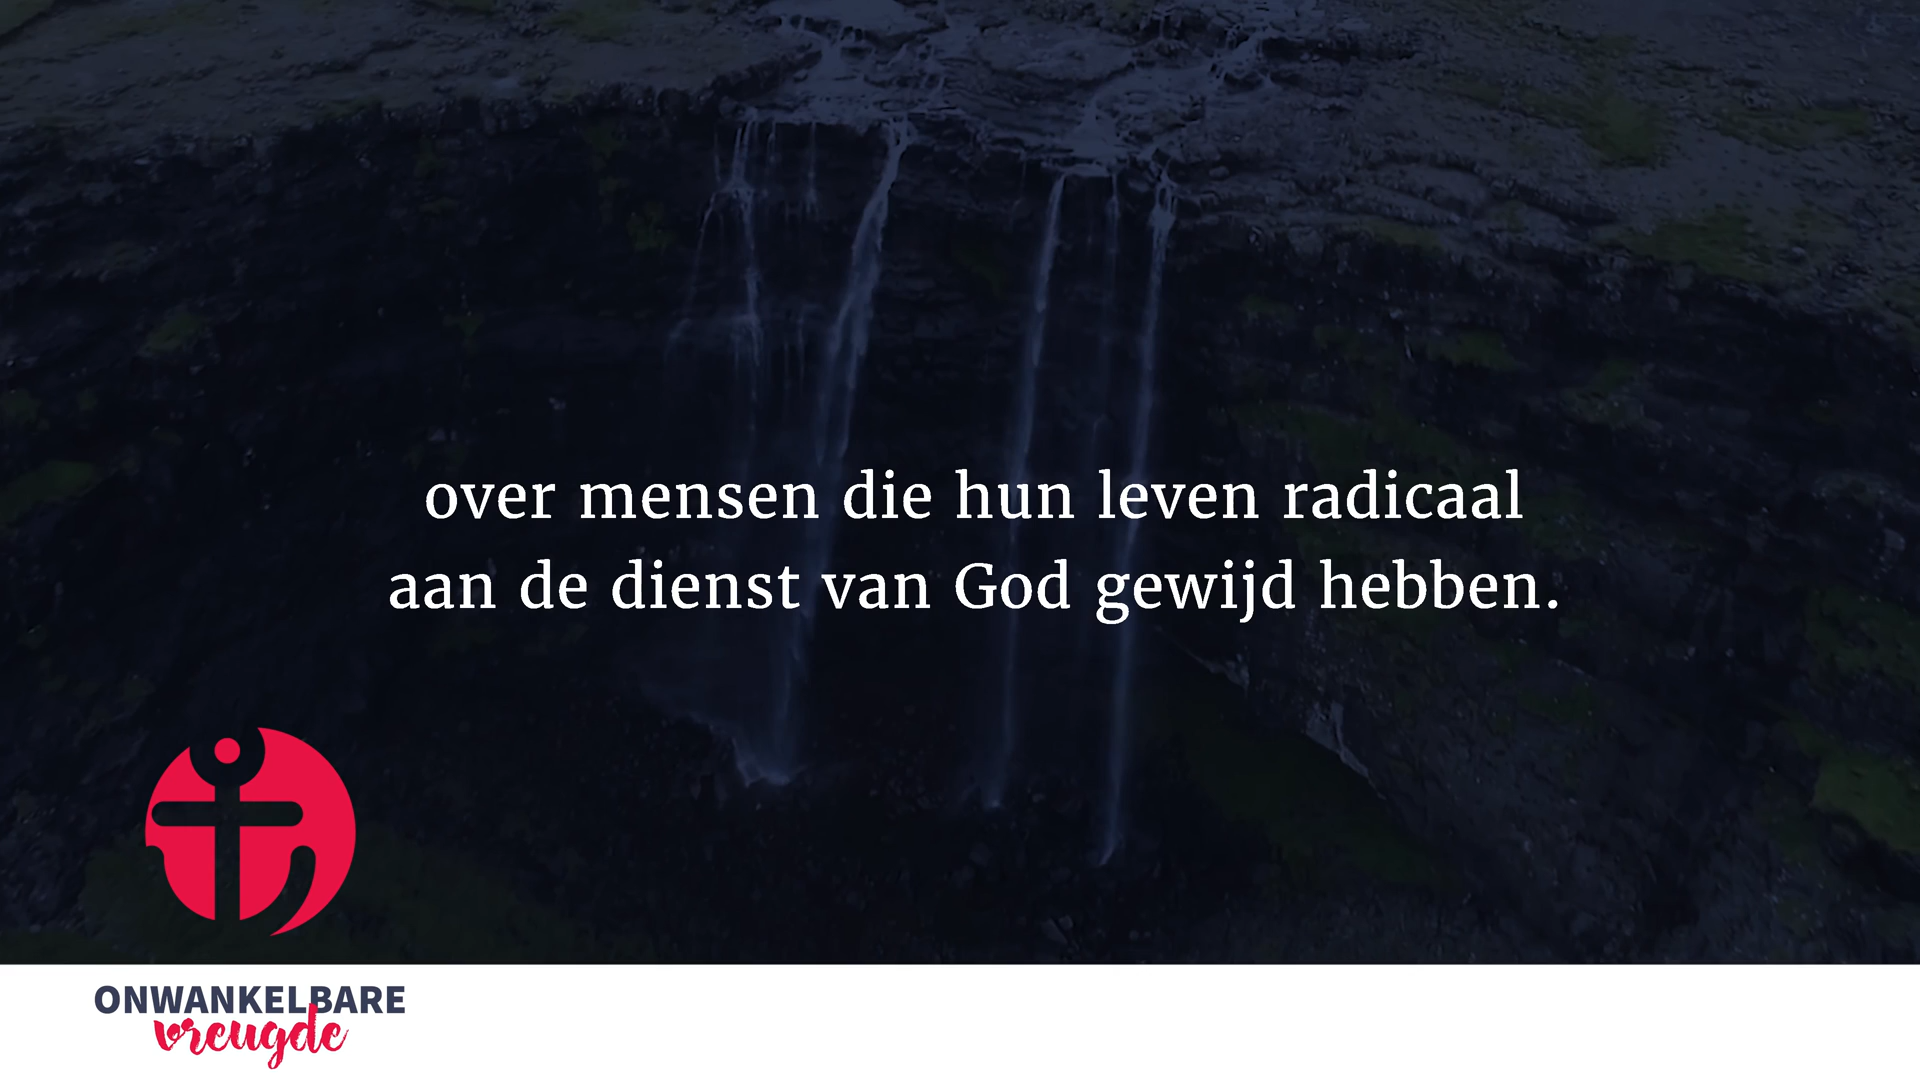 over mensen die hun leven radicaal
aan de dienst van God gewijd hebben.
ONWANKELBARE
vreugde